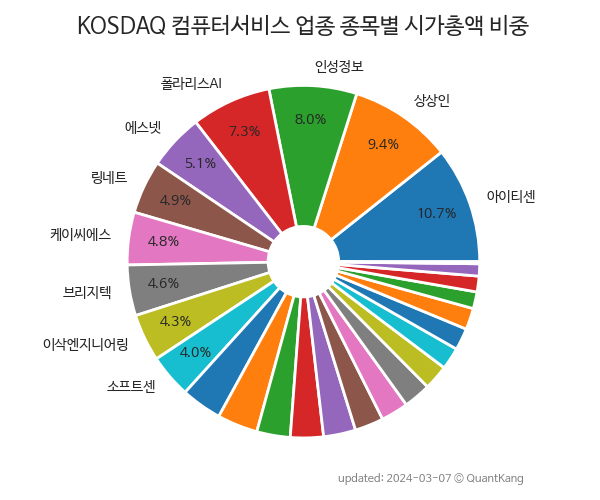 KOSDAQ 컴퓨터서비스 업종 종목별 시가총액 비중
인성정보
폴라리스AI
상상인
에스넷
링네트
아이티센
케이씨에스
브리지텍
이삭엔지니어링
소프트센
8.0%
7.3%
9.4%
5.1%
4.9%
10.7%
4.8%
4.6%
4.3%
4.0%
updated: 2024-03-07 © QuantKang